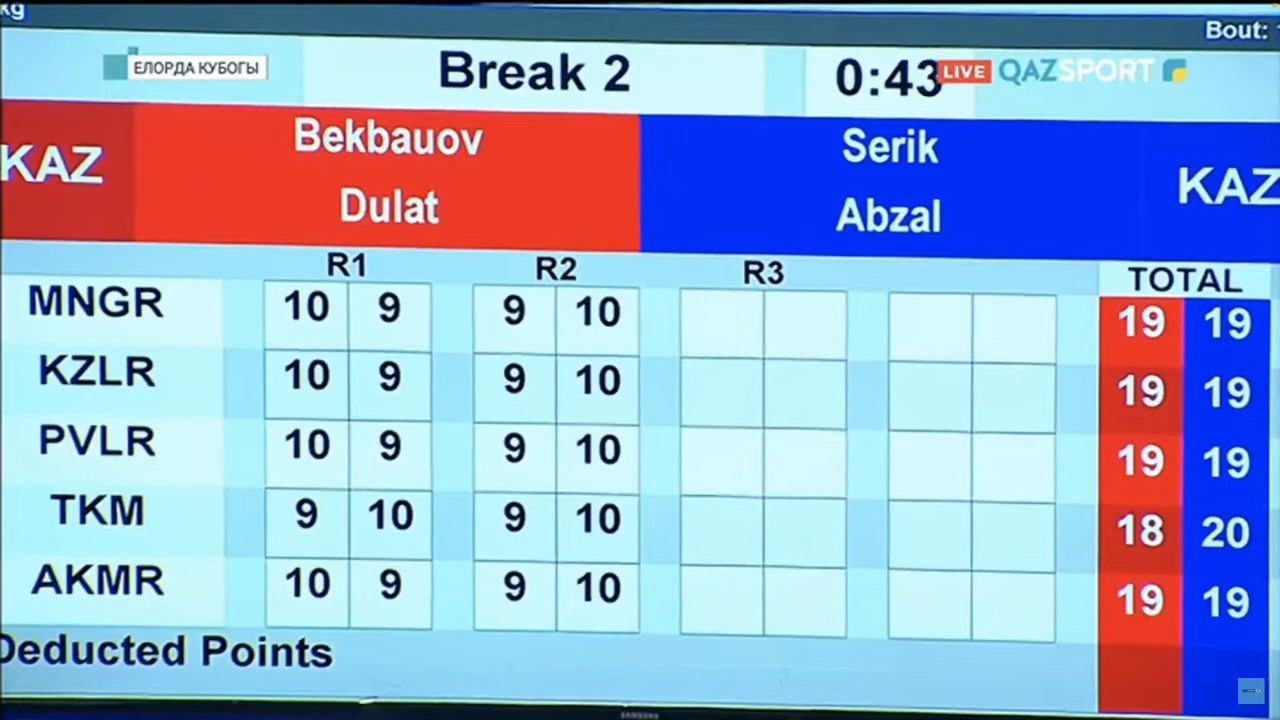 kg
Bout:
ЕЛОРДА КУБОГЫ
Break 2
0:43
LIVE QAZSPORT
KAZ
Bekbauov
Dulat
Serik
Abzal
KAZ
R1 R2 R3 TOTAL
MNGR 10 9 9 10 19 19
KZLR 10 9 9 10 19 19
PVLR 10 9 9 10 19 19
TKM 9 10 9 10 18 20
AKMR 10 9 9 10 19 19
Deducted Points
SAMSUNG